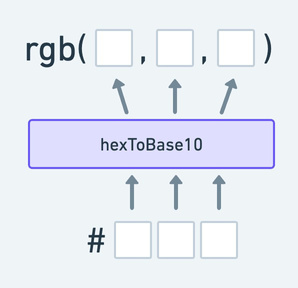 rgb( , , )
hexToBase10
#